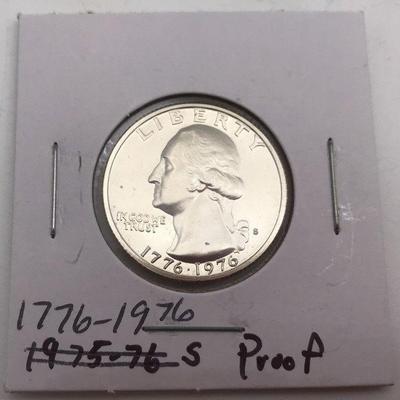 LIBERTY
IN GOD WE
TRUST
S
1776·1976
1776-1976
1975-76 S Proof